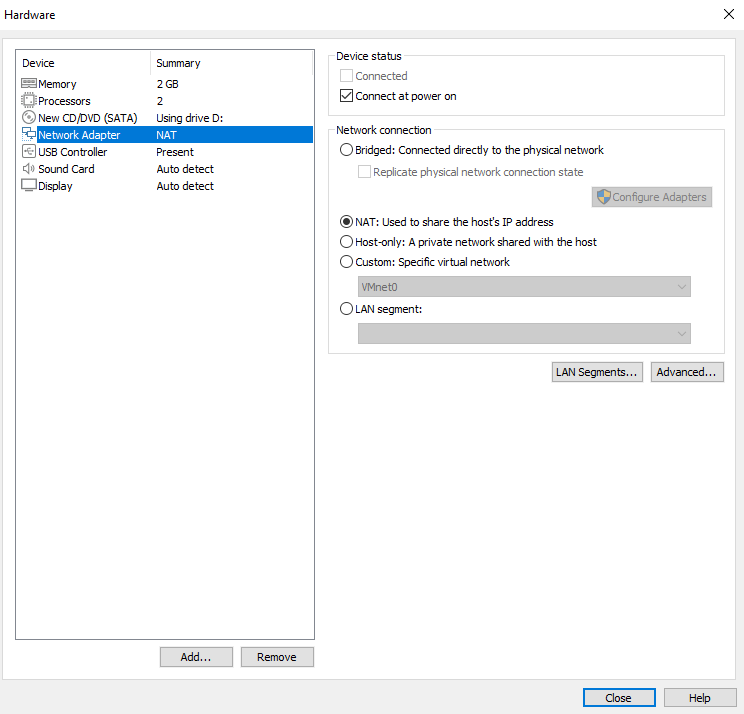 Hardware
Device Summary
Memory 2 GB
Processors 2
New CD/DVD (SATA) Using drive D:
Network Adapter NAT
USB Controller Present
Sound Card Auto detect
Display Auto detect
Add... Remove
Device status
Connected
Connect at power on
Network connection
Bridged: Connected directly to the physical network
Replicate physical network connection state
Configure Adapters
NAT: Used to share the host's IP address
Host-only: A private network shared with the host
Custom: Specific virtual network
VMnet0
LAN segment:
LAN Segments... Advanced...
Close Help